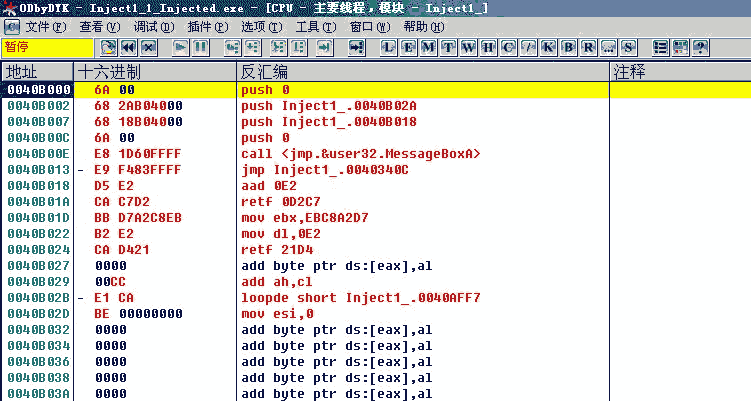 ODbyDYK - Inject1_1_Injected.exe - [CPU - 主要线程, 模块 - Inject1_]
文件(F) 查看(V) 调试(D) 插件(P) 选项(T) 工具(T) 窗口(W) 帮助(H)
暂停 L E M T W H C / K B R ... S
地址 十六进制 反汇编 注释
0040B000 6A 00 push 0
0040B002 68 2AB04000 push Inject1_.0040B02A
0040B007 68 18B04000 push Inject1_.0040B018
0040B00C 6A 00 push 0
0040B00E E8 1D60FFFF call <jmp.&user32.MessageBoxA>
0040B013 - E9 F483FFFF jmp Inject1_.0040340C
0040B018 D5 E2 aad 0E2
0040B01A CA C7D2 retf 0D2C7
0040B01D BB D7A2C8EB mov ebx,EBC8A2D7
0040B022 B2 E2 mov dl,0E2
0040B024 CA D421 retf 21D4
0040B027 0000 add byte ptr ds:[eax],al
0040B029 00CC add ah,cl
0040B02B - E1 CA loopde short Inject1_.0040AFF7
0040B02D BE 00000000 mov esi,0
0040B032 0000 add byte ptr ds:[eax],al
0040B034 0000 add byte ptr ds:[eax],al
0040B036 0000 add byte ptr ds:[eax],al
0040B038 0000 add byte ptr ds:[eax],al
0040B03A 0000 add byte ptr ds:[eax],al